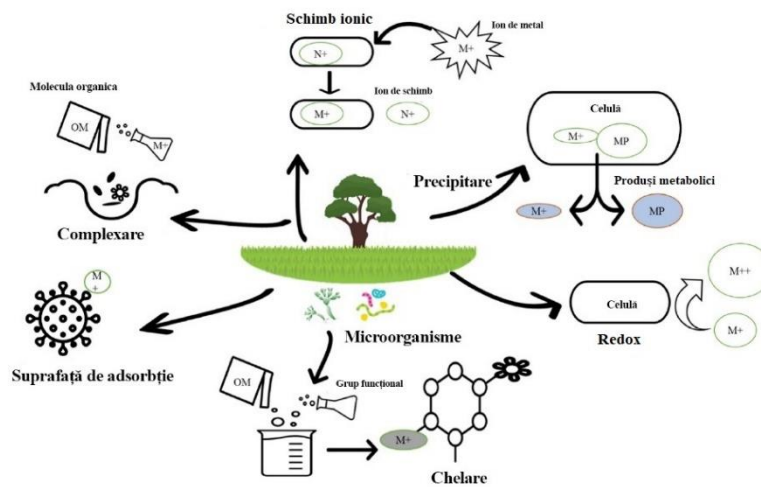 Schimb ionic
Ion de metal
N+
M+
Ion de schimb
M+
N+
Molecula organica
OM
M+
Complexare
Celulă
M+
MP
Precipitare
Produși metabolici
M+
MP
M
+
Suprafață de adsorbție
Microorganisme
Celulă
M++
M+
Redox
OM
Grup funcțional
M+
Chelare